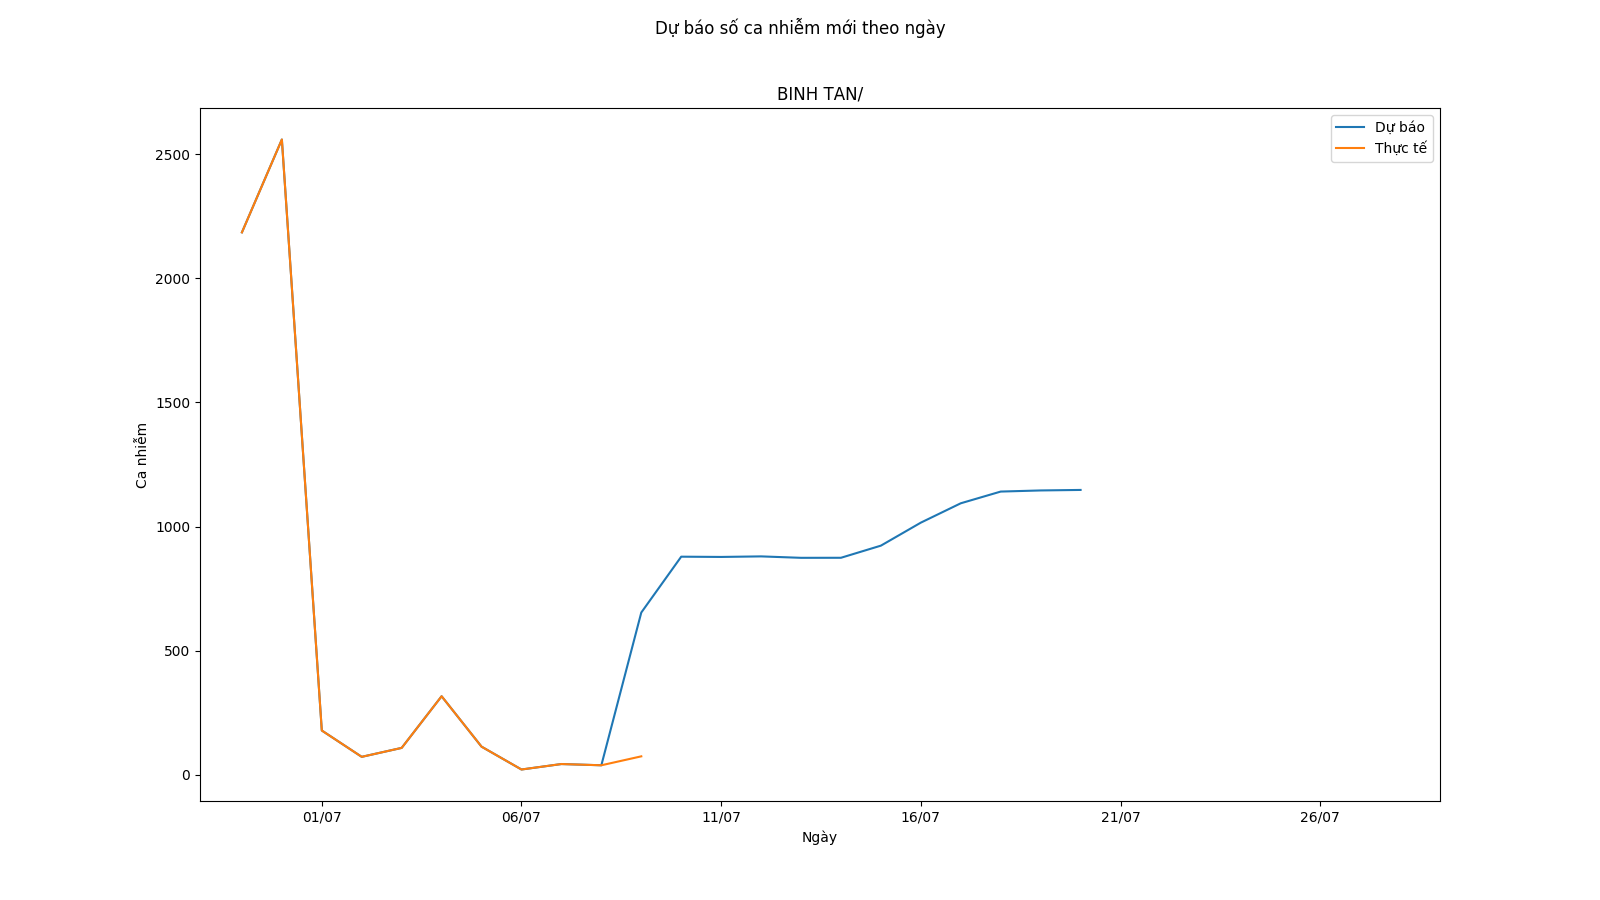 Dự báo số ca nhiễm mới theo ngày
BINH TAN/
Dự báo
Thực tế
2500
2000
1500
1000
500
0
Ca nhiễm
01/07
06/07
11/07
16/07
21/07
26/07
Ngày